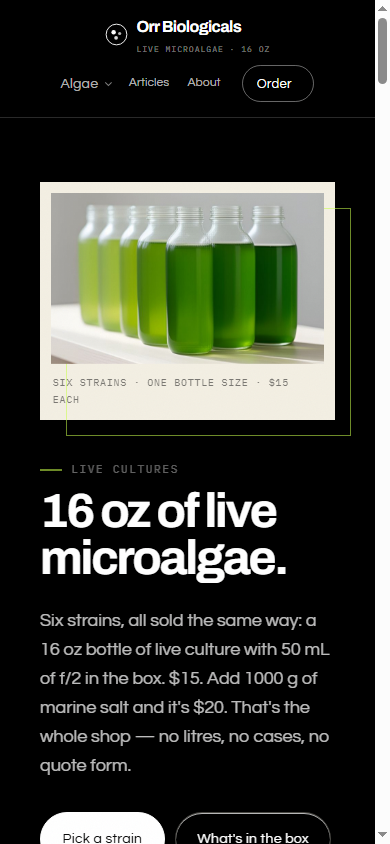 Orr Biologicals
LIVE MICROALGAE · 16 OZ
Algae
Articles
About
Order
SIX STRAINS · ONE BOTTLE SIZE · $15
EACH
LIVE CULTURES
16 oz of live
microalgae.
Six strains, all sold the same way: a
16 oz bottle of live culture with 50 mL
of f/2 in the box. $15. Add 1000 g of
marine salt and it's $20. That's the
whole shop — no litres, no cases, no
quote form.
Pick a strain
What's in the box